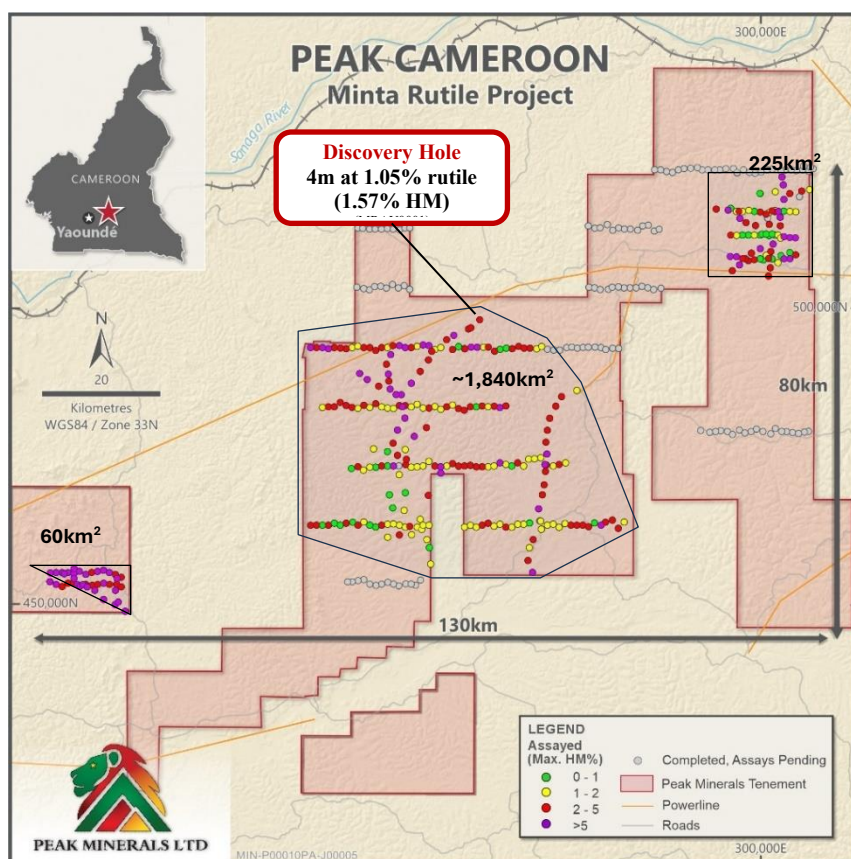 300,000E
PEAK CAMEROON
Minta Rutile Project
Sanaga River
CAMEROON
Yaoundé
Discovery Hole
4m at 1.05% rutile
(1.57% HM)
225km²
500,000N
N
20
Kilometres
WGS84 / Zone 33N
~1,840km²
80km
60km²
450,000N
130km
LEGEND
Assayed
(Max. HM%)
0 - 1
1 - 2
2 - 5
>5
Completed, Assays Pending
Peak Minerals Tenement
Powerline
Roads
PEAK MINERALS LTD
MIN-P00010PA-J00005
300,000E